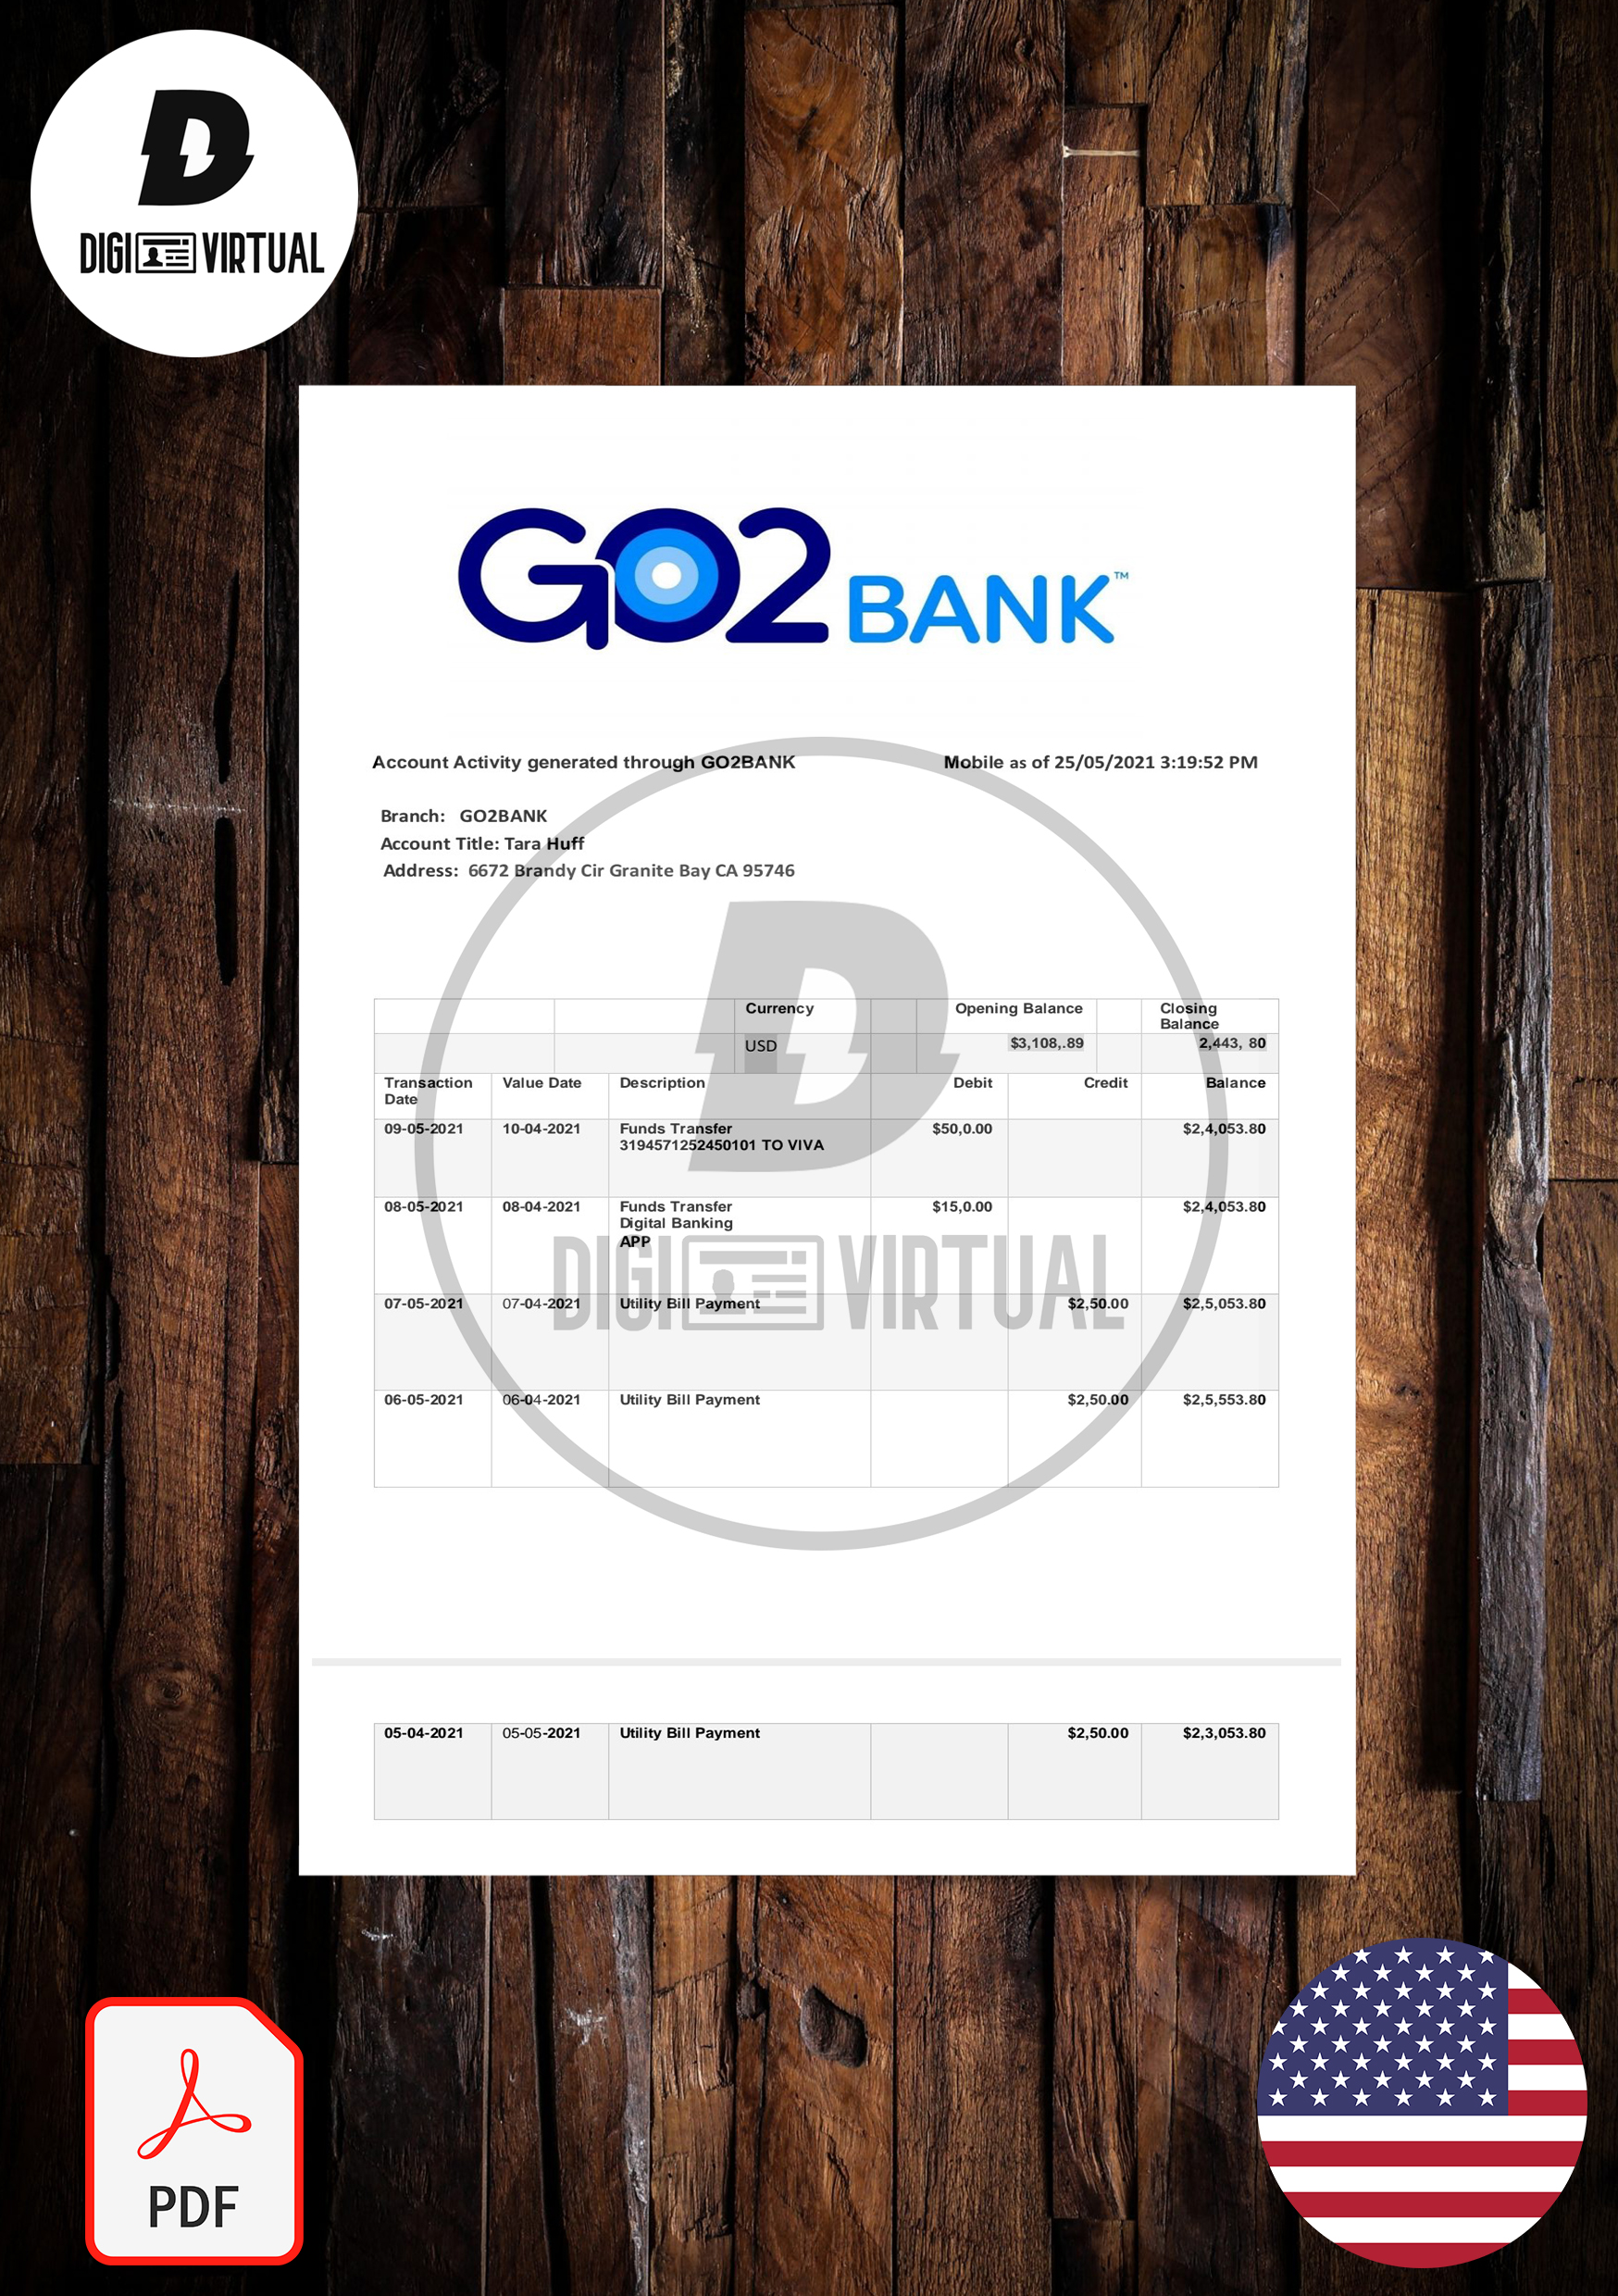 D
DIGI VIRTUAL
GO2 BANK™
Account Activity generated through GO2BANK Mobile as of 25/05/2021 3:19:52 PM
Branch: GO2BANK
Account Title: Tara Huff
Address: 6672 Brandy Cir Granite Bay CA 95746
Currency Opening Balance Closing
Balance
USD $3,108,.89 2,443, 80
Transaction Value Date Description Debit Credit Balance
Date
09-05-2021 10-04-2021 Funds Transfer $50,0.00 $2,4,053.80
3194571252450101 TO VIVA
08-05-2021 08-04-2021 Funds Transfer $15,0.00 $2,4,053.80
Digital Banking
APP
D
DIGI VIRTUAL
07-05-2021 07-04-2021 Utility Bill Payment $2,50.00 $2,5,053.80
06-05-2021 06-04-2021 Utility Bill Payment $2,50.00 $2,5,553.80
05-04-2021 05-05-2021 Utility Bill Payment $2,50.00 $2,3,053.80
PDF